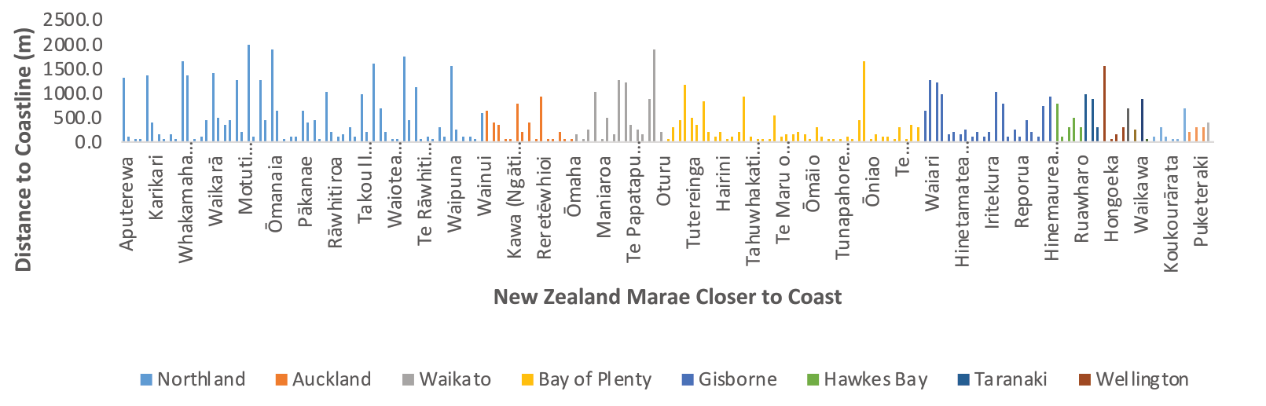 2500.0
2000.0
1500.0
1000.0
500.0
0.0
Distance to Coastline (m)
Aputerewa
Karikari
Whakamaha...
Waikarā
Motuti...
Ōmanaia
Pākanae
Rāwhitiroa
Takou II...
Waiotea...
Te Rāwhiti...
Waipuna
Wainui
Kawa (Ngāti...
Reretēwhioi
Ōmaha
Maniaroa
Te Papatapu...
Oturu
Tutereinga
Hairini
Tahuwhakati...
Te Maru o...
Ōmāio
Tunapahore...
Ōniao
Te...
Waiari
Hinetamatea...
Iritekura
Reporua
Hinemaurea...
Ruawharo
Hongoeka
Waikawa
Koukourārata
Puketeraki
New Zealand Marae Closer to Coast
Northland Auckland Waikato Bay of Plenty Gisborne Hawkes Bay Taranaki Wellington